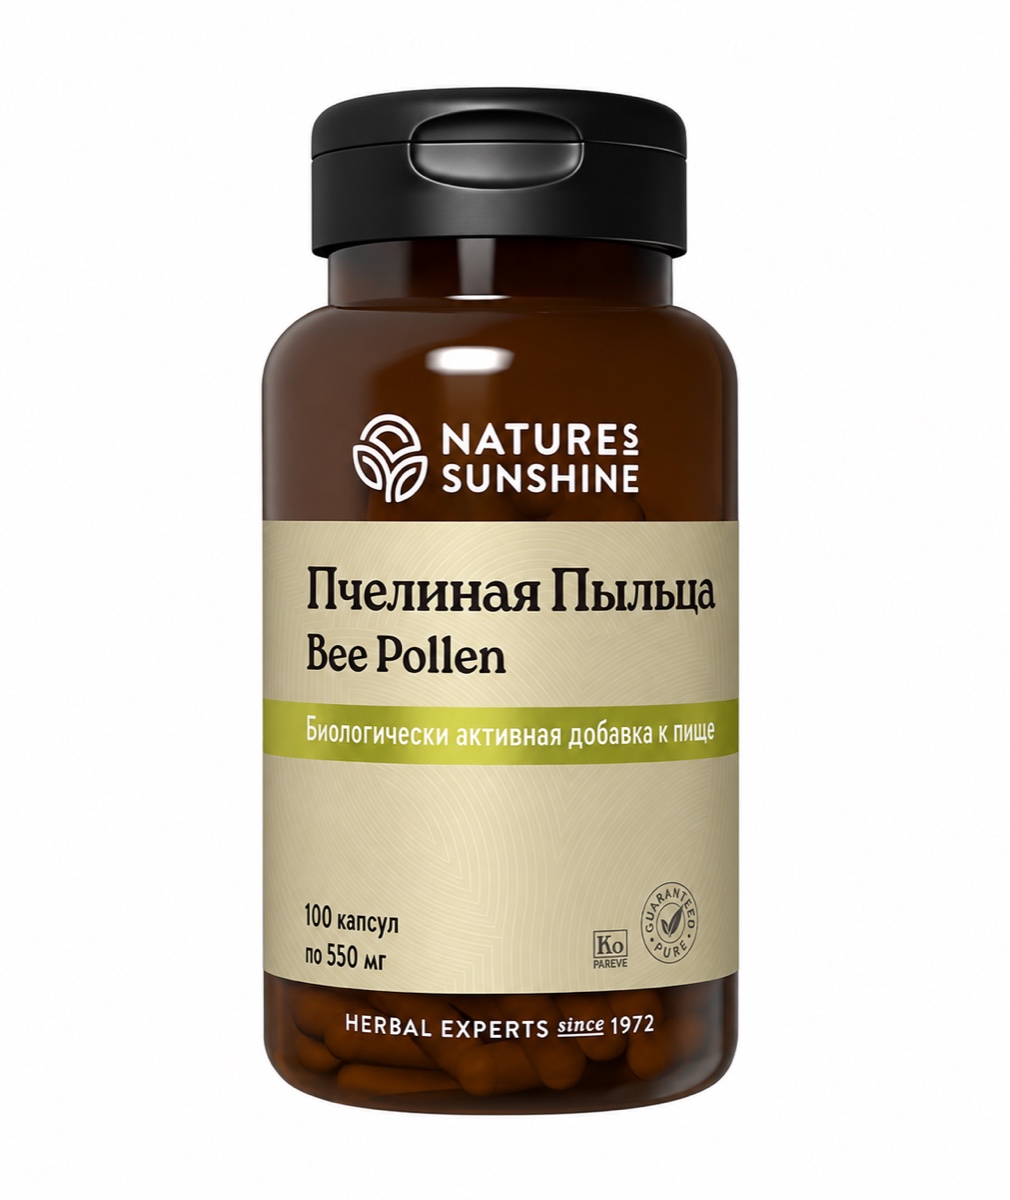 NATURES
SUNSHINE
Пчелиная Пыльца
Bee Pollen
Биологически активная добавка к пище
100 капсул
по 550 мг
Ko
PAREVE
GUARANTEED
PURE
HERBAL EXPERTS since 1972